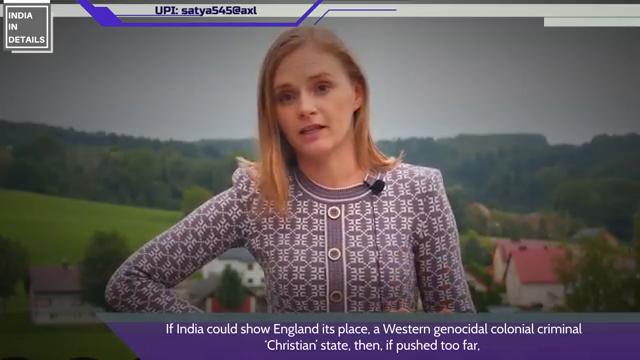 INDIA
IN
DETAILS
UPI: satya545@axl
If India could show England its place, a Western genocidal colonial criminal
‘Christian’ state, then, if pushed too far,